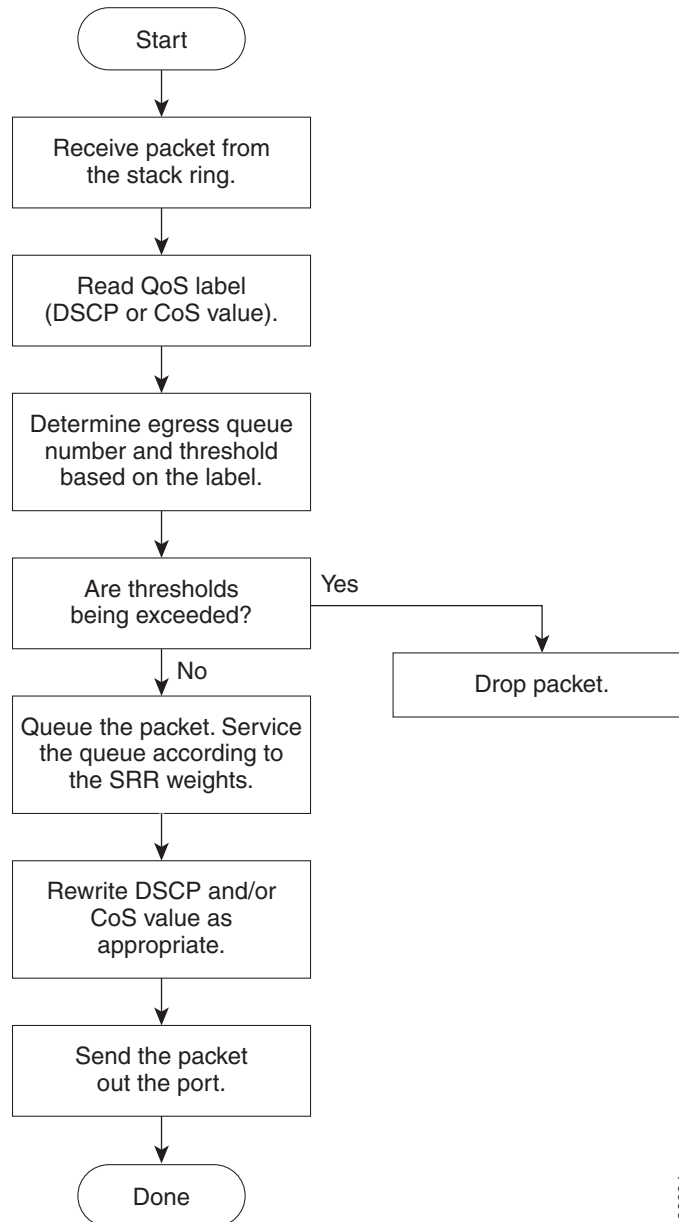 Start
Receive packet from
the stack ring.
Read QoS label
(DSCP or CoS value).
Determine egress queue
number and threshold
based on the label.
Are thresholds
being exceeded?
Yes
No
Drop packet.
Queue the packet. Service
the queue according to
the SRR weights.
Rewrite DSCP and/or
CoS value as
appropriate.
Send the packet
out the port.
Done